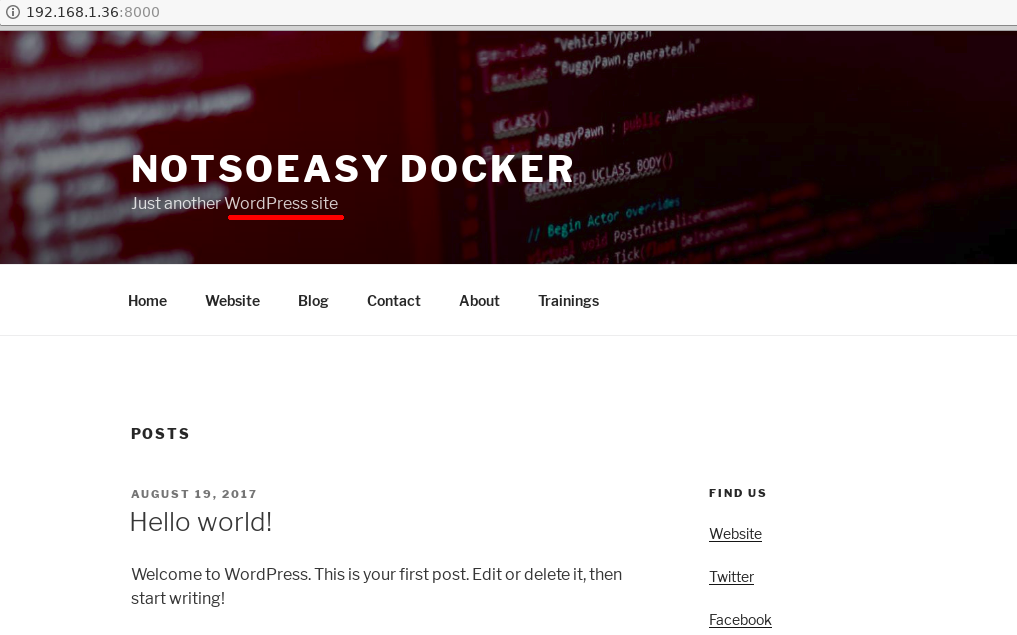 192.168.1.36:8000
#include "VehicleTypes.h"
#include "BuggyPawn.generated.h"
UCLASS()
ABuggyPawn : public AWheeledVehicle
GENERATED_UCLASS_BODY()
NOTSOEASY DOCKER
Just another WordPress site
// Begin Actor overrides
virtual void PostInitializeComponents
void Tick(float DeltaSeconds
Home Website Blog Contact About Trainings
POSTS
AUGUST 19, 2017
Hello world!
Welcome to WordPress. This is your first post. Edit or delete it, then
start writing!
FIND US
Website
Twitter
Facebook